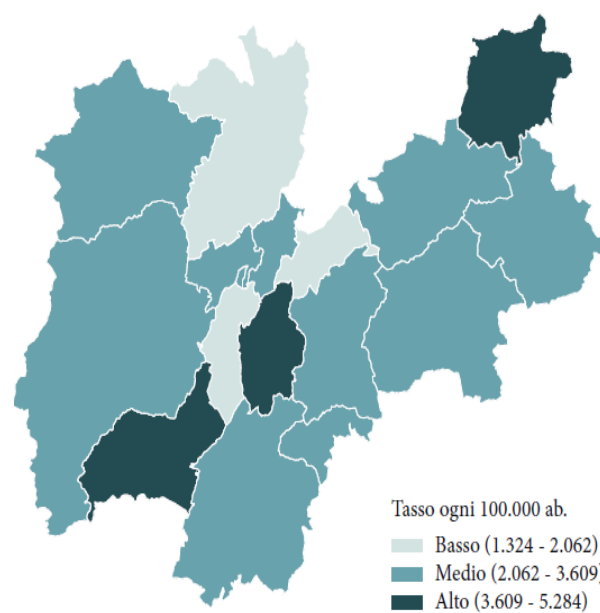 Tasso ogni 100.000 ab.
Basso (1.324 - 2.062)
Medio (2.062 - 3.609)
Alto (3.609 - 5.284)